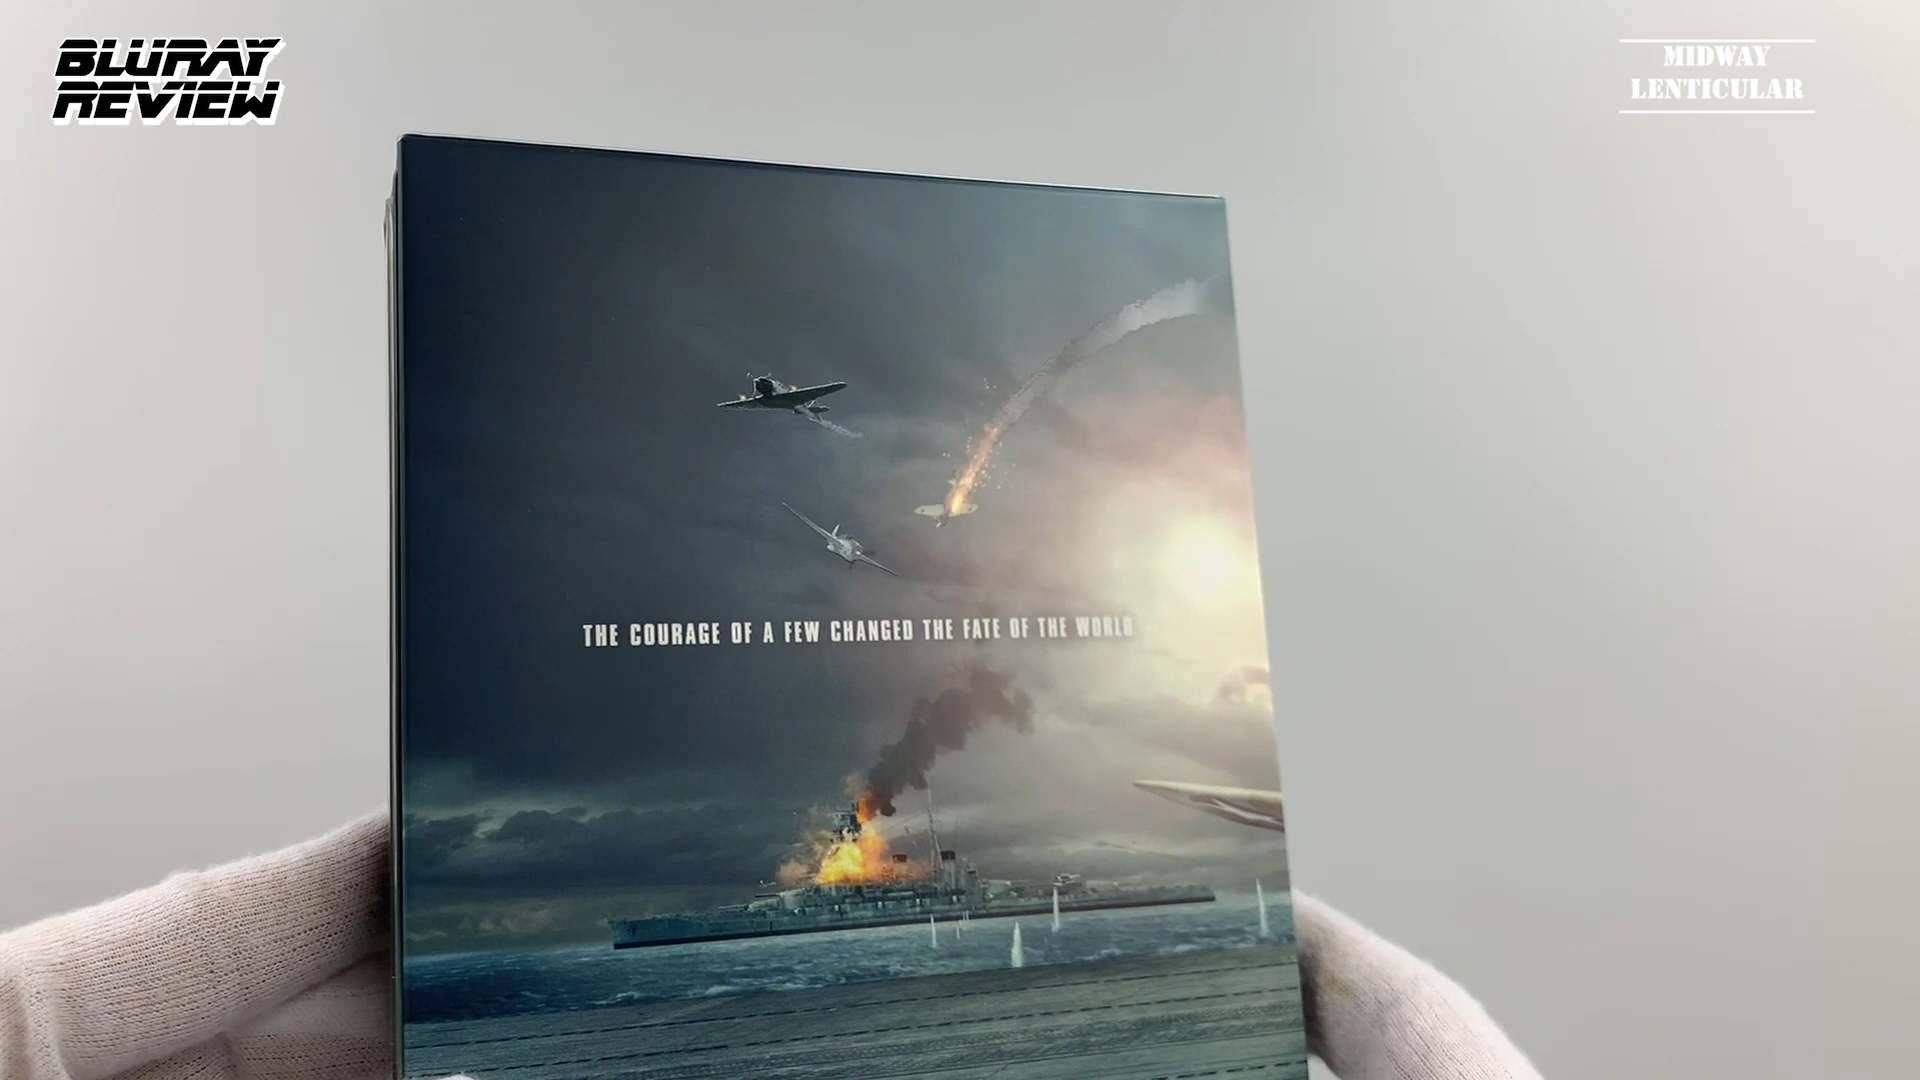 BLURAY
REVIEW
MIDWAY
LENTICULAR
THE COURAGE OF A FEW CHANGED THE FATE OF THE WORLD